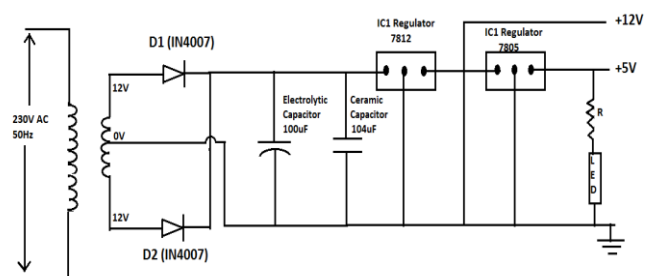 IC1 Regulator
7812
+12V
IC1 Regulator
7805
+5V
D1 (IN4007)
12V
230V AC
50Hz
0V
Electrolytic
Capacitor
100uF
Ceramic
Capacitor
104uF
R
L
E
D
12V
D2 (IN4007)